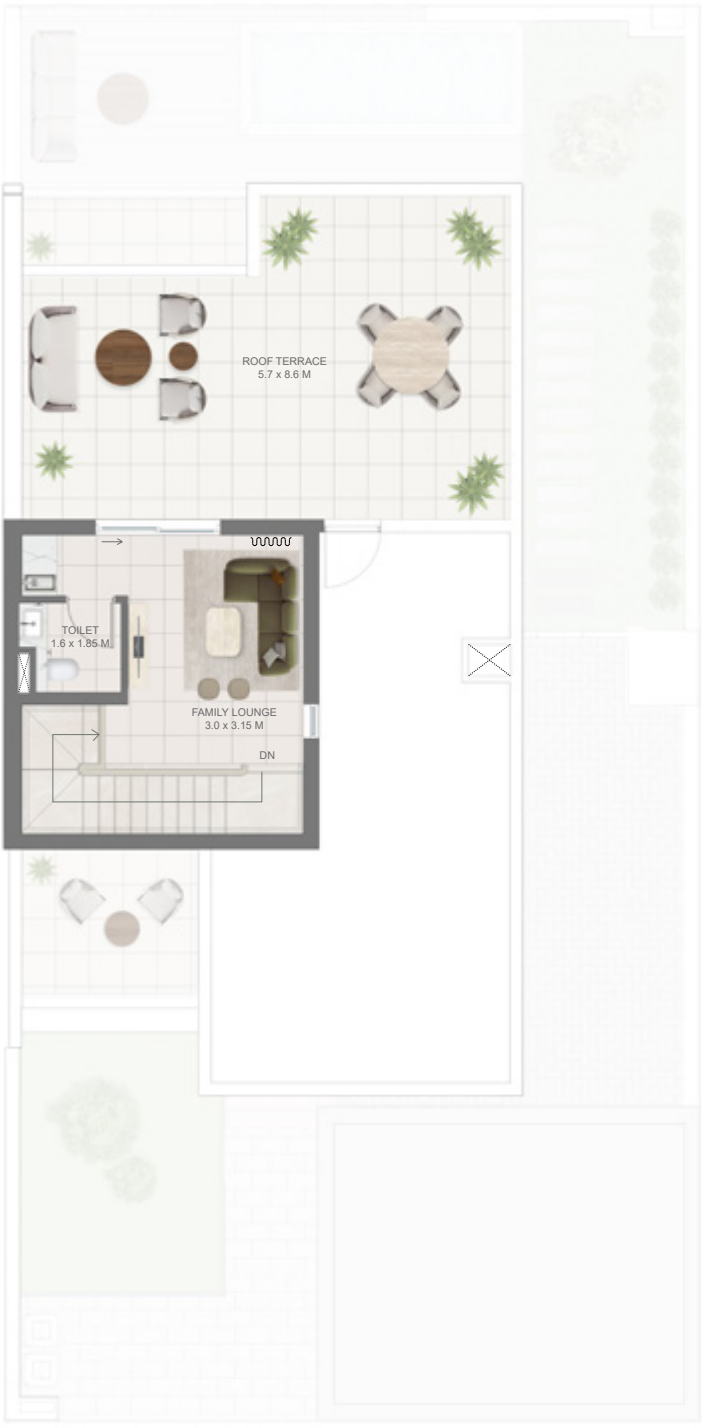 ROOF TERRACE
5.7 x 8.6 M
TOILET
1.6 x 1.85 M
FAMILY LOUNGE
3.0 x 3.15 M
DN